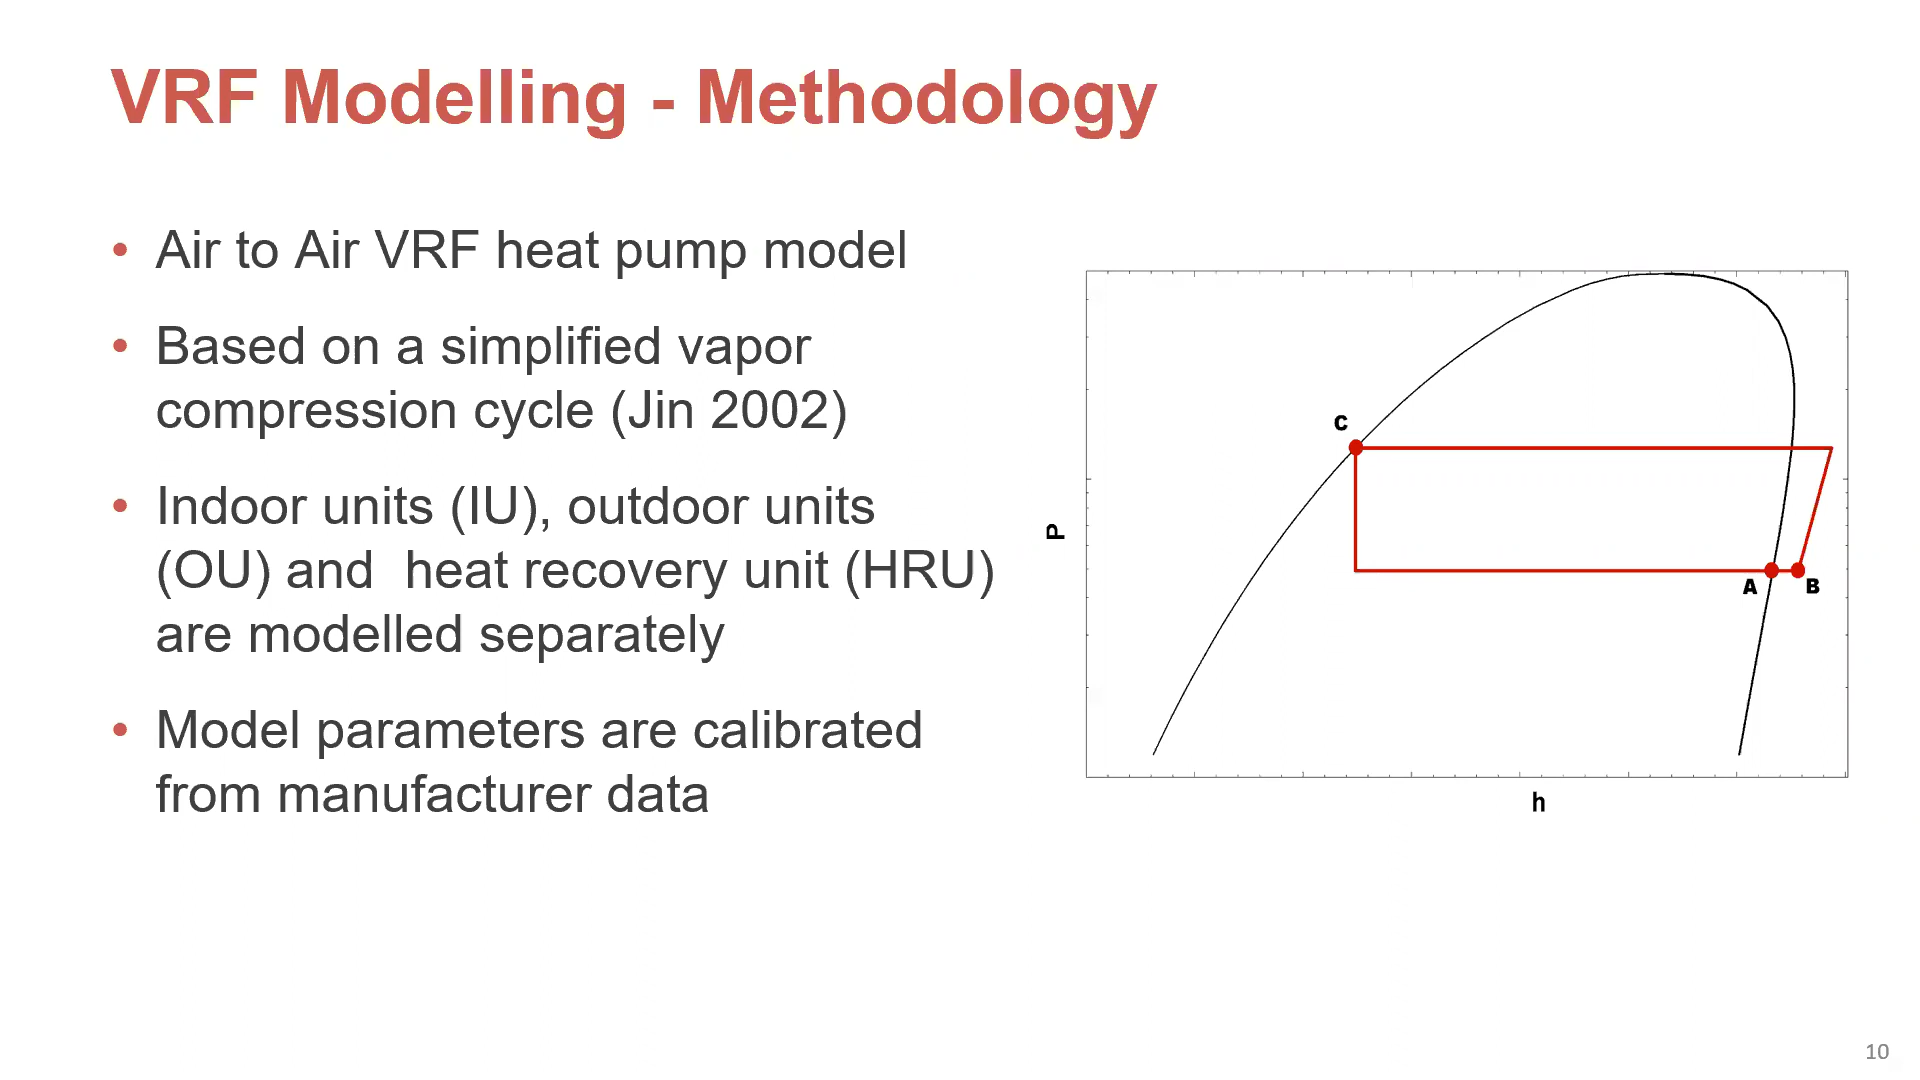 VRF Modelling - Methodology
• Air to Air VRF heat pump model
• Based on a simplified vapor
compression cycle (Jin 2002)
• Indoor units (IU), outdoor units
(OU) and  heat recovery unit (HRU)
are modelled separately
• Model parameters are calibrated
from manufacturer data
C
P
A
B
h
10